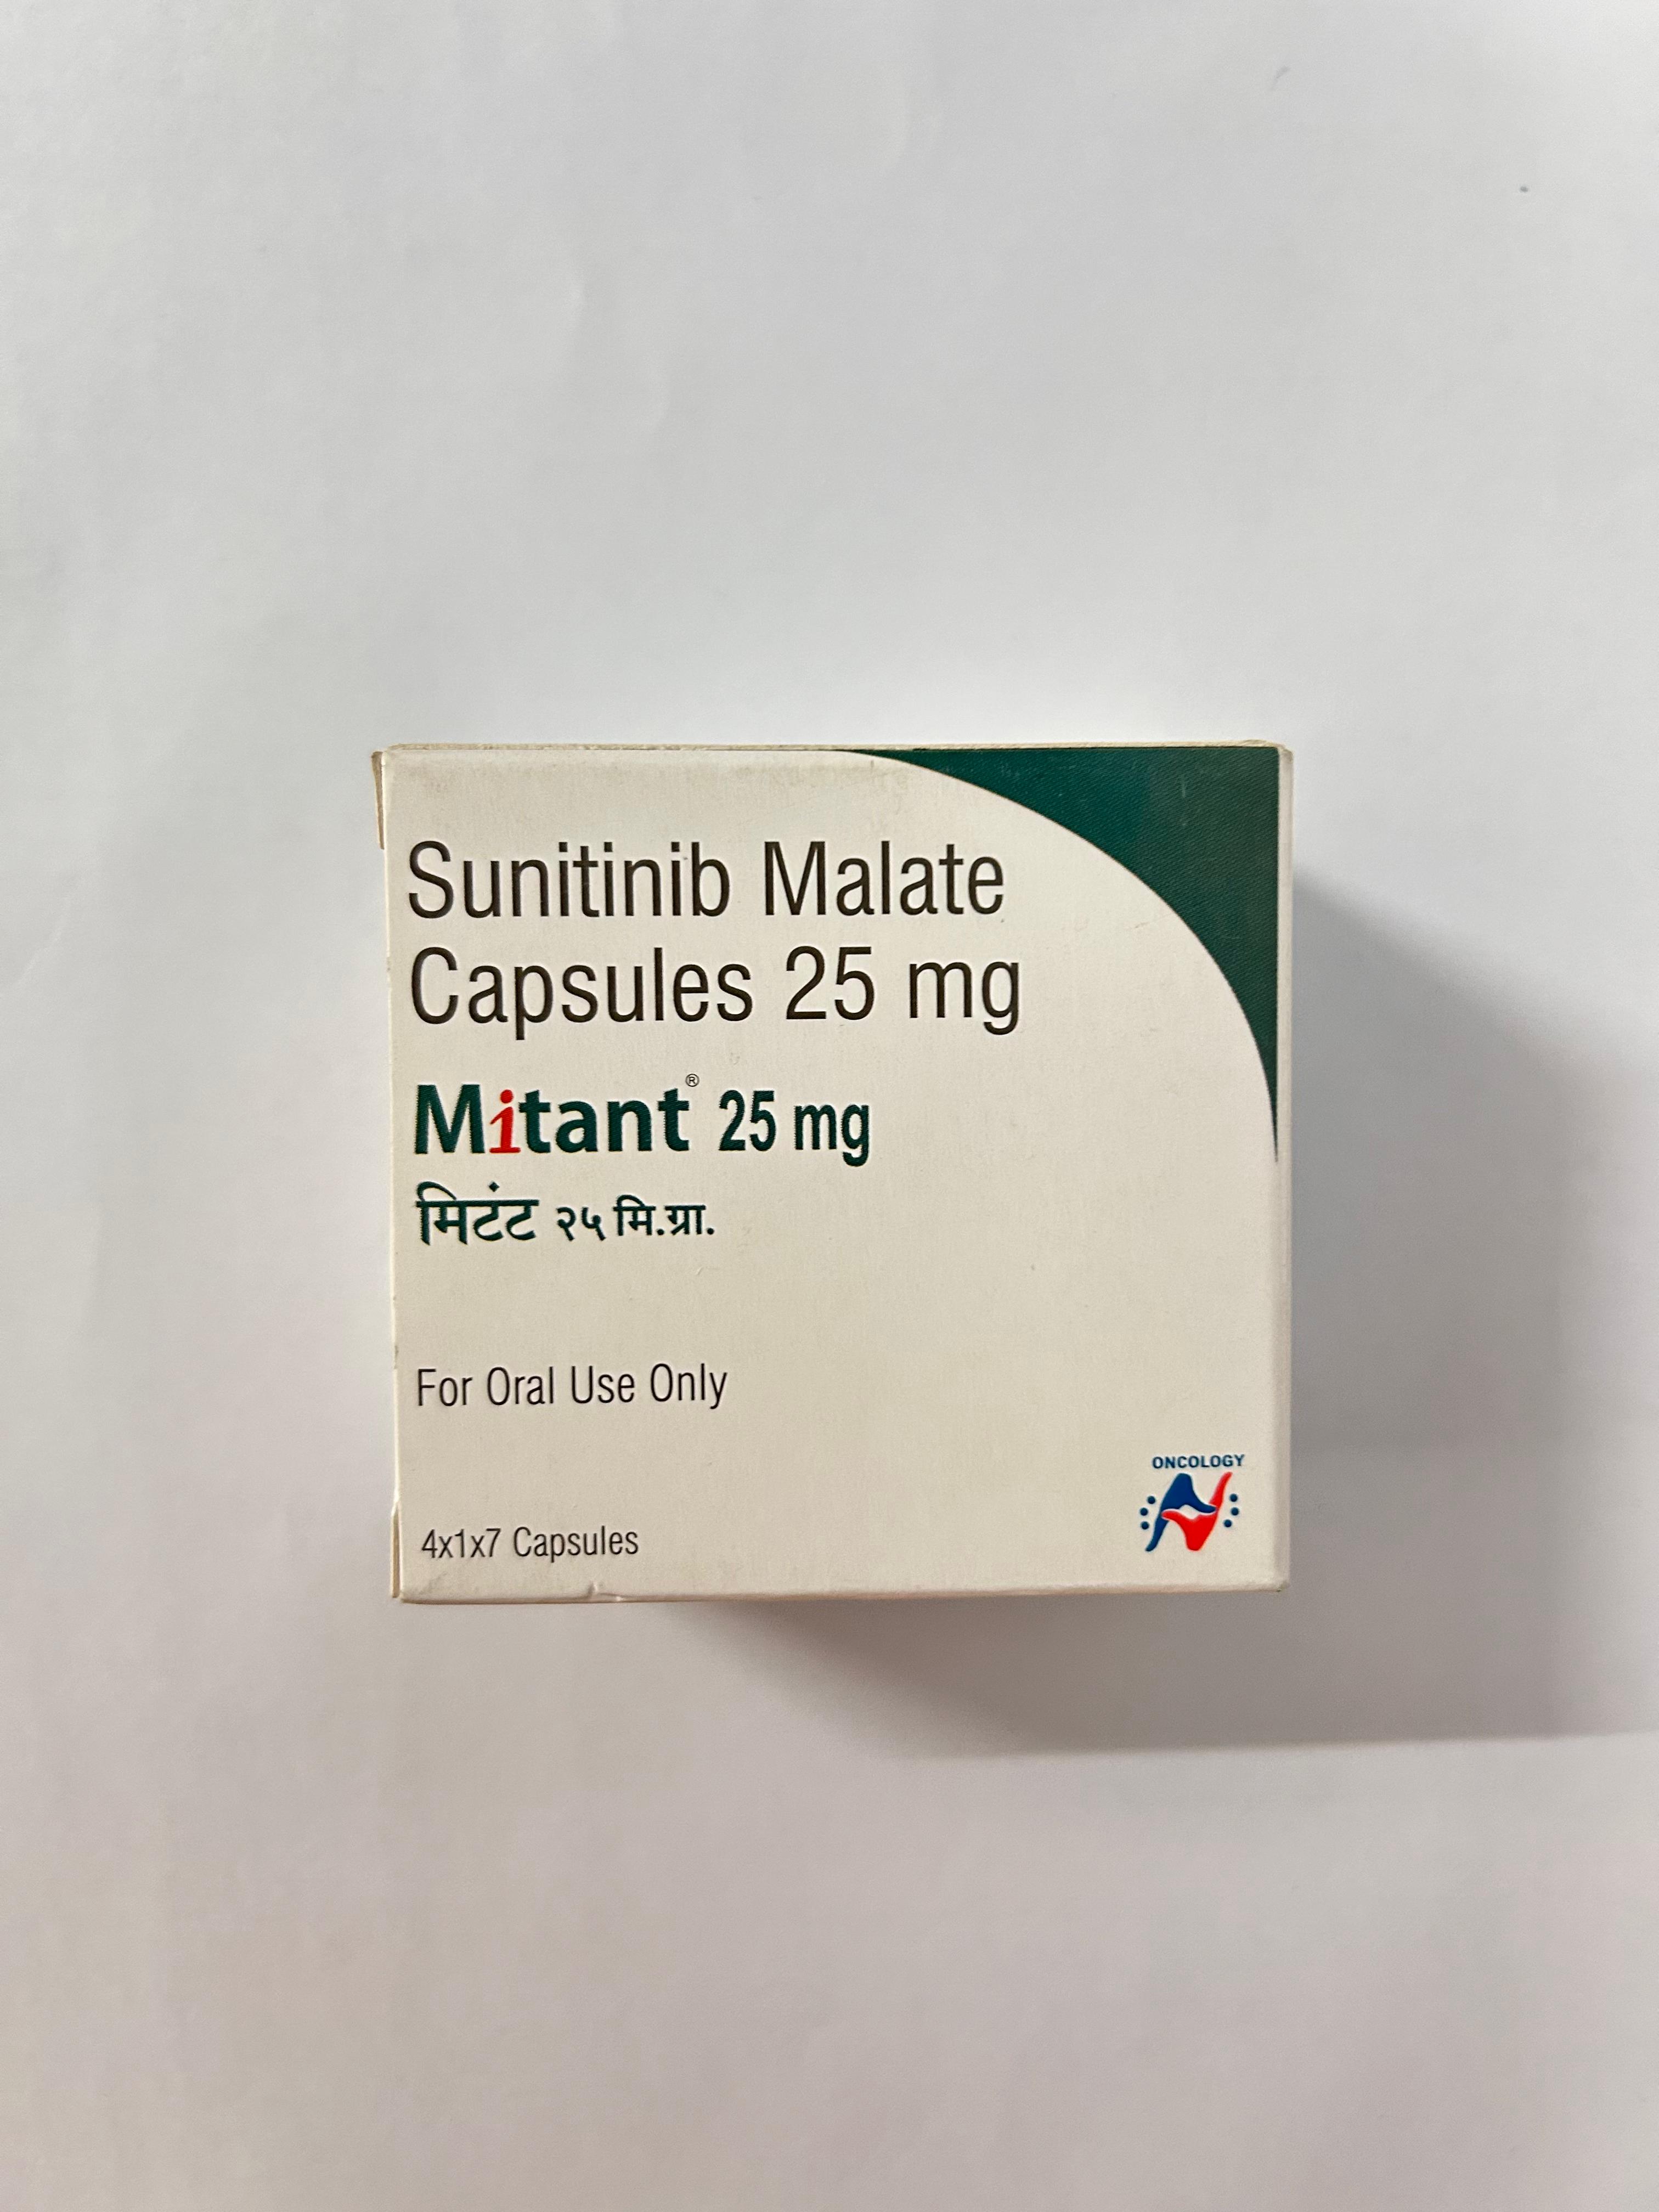 Sunitinib Malate
Capsules 25 mg
Mitant® 25 mg
मिटंट २५ मि.ग्रा.
For Oral Use Only
ONCOLOGY
4x1x7 Capsules